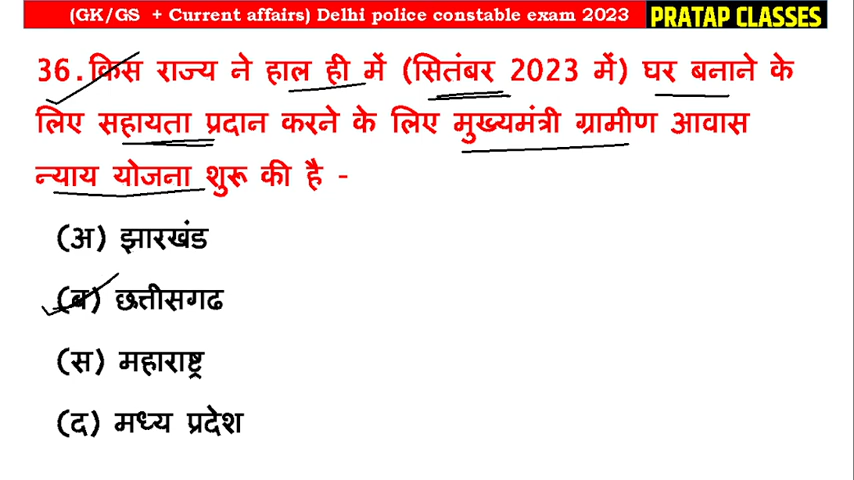 (GK/GS + Current affairs) Delhi police constable exam 2023 PRATAP CLASSES
36. किस राज्य ने हाल ही में (सितंबर 2023 में) घर बनाने के
लिए सहायता प्रदान करने के लिए मुख्यमंत्री ग्रामीण आवास
न्याय योजना शुरू की है -
(अ) झारखंड
(ब) छत्तीसगढ
(स) महाराष्ट्र
(द) मध्य प्रदेश